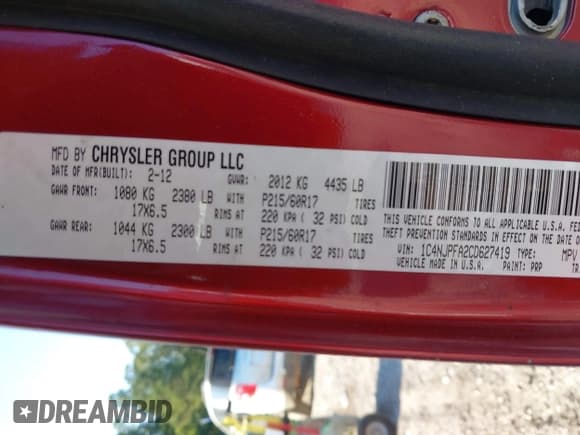 MFD BY CHRYSLER GROUP LLC
DATE OF MFR(BUILT): 2-12 GVWR: 2012 KG 4435 LB
GAWR FRONT: 1080 KG 2380 LB WITH P215/60R17 TIRES
17X6.5 RIMS AT 220 KPA ( 32 PSI) COLD
GAWR REAR: 1044 KG 2300 LB WITH P215/60R17 TIRES
17X6.5 RIMS AT 220 KPA ( 32 PSI) COLD
THIS VEHICLE CONFORMS TO ALL APPLICABLE U.S.A. FED
THEFT PREVENTION STANDARDS IN EFFECT ON THE DATE OF
VIN: 1C4NJPFA2CD627419 TYPE: MPV
VEHICLE MADE IN U.S.A. PAINT: PRP TR
DREAMBID